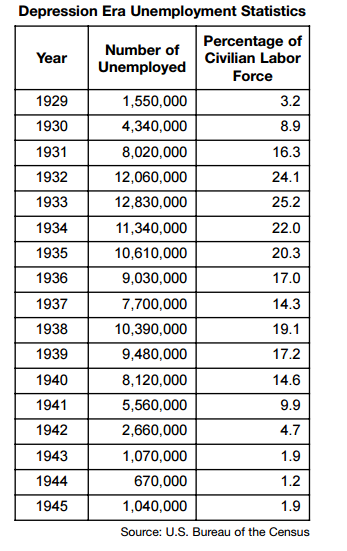 Depression Era Unemployment Statistics
Year Number of Unemployed Percentage of Civilian Labor Force
1929 1,550,000 3.2
1930 4,340,000 8.9
1931 8,020,000 16.3
1932 12,060,000 24.1
1933 12,830,000 25.2
1934 11,340,000 22.0
1935 10,610,000 20.3
1936 9,030,000 17.0
1937 7,700,000 14.3
1938 10,390,000 19.1
1939 9,480,000 17.2
1940 8,120,000 14.6
1941 5,560,000 9.9
1942 2,660,000 4.7
1943 1,070,000 1.9
1944 670,000 1.2
1945 1,040,000 1.9
Source: U.S. Bureau of the Census